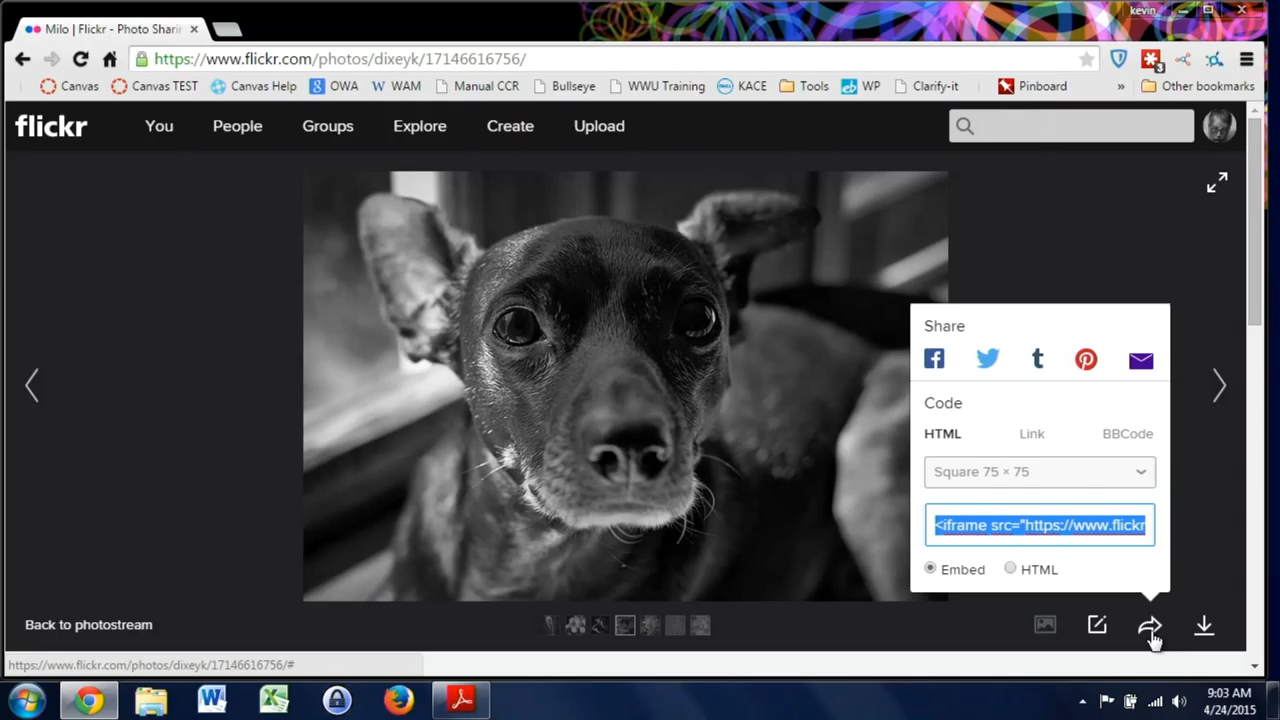 kevin
Milo | Flickr - Photo Sharin
https://www.flickr.com/photos/dixeyk/17146616756/
3
Canvas Canvas TEST Canvas Help OWA WAM Manual CCR Bullseye WWU Training KACE Tools WP Clarify-it Pinboard » Other bookmarks
flickr You People Groups Explore Create Upload
Share
Code
HTML Link BBCode
Square 75 × 75
<iframe src="https://www.flickr
Embed HTML
Back to photostream
https://www.flickr.com/photos/dixeyk/17146616756/#
9:03 AM
4/24/2015